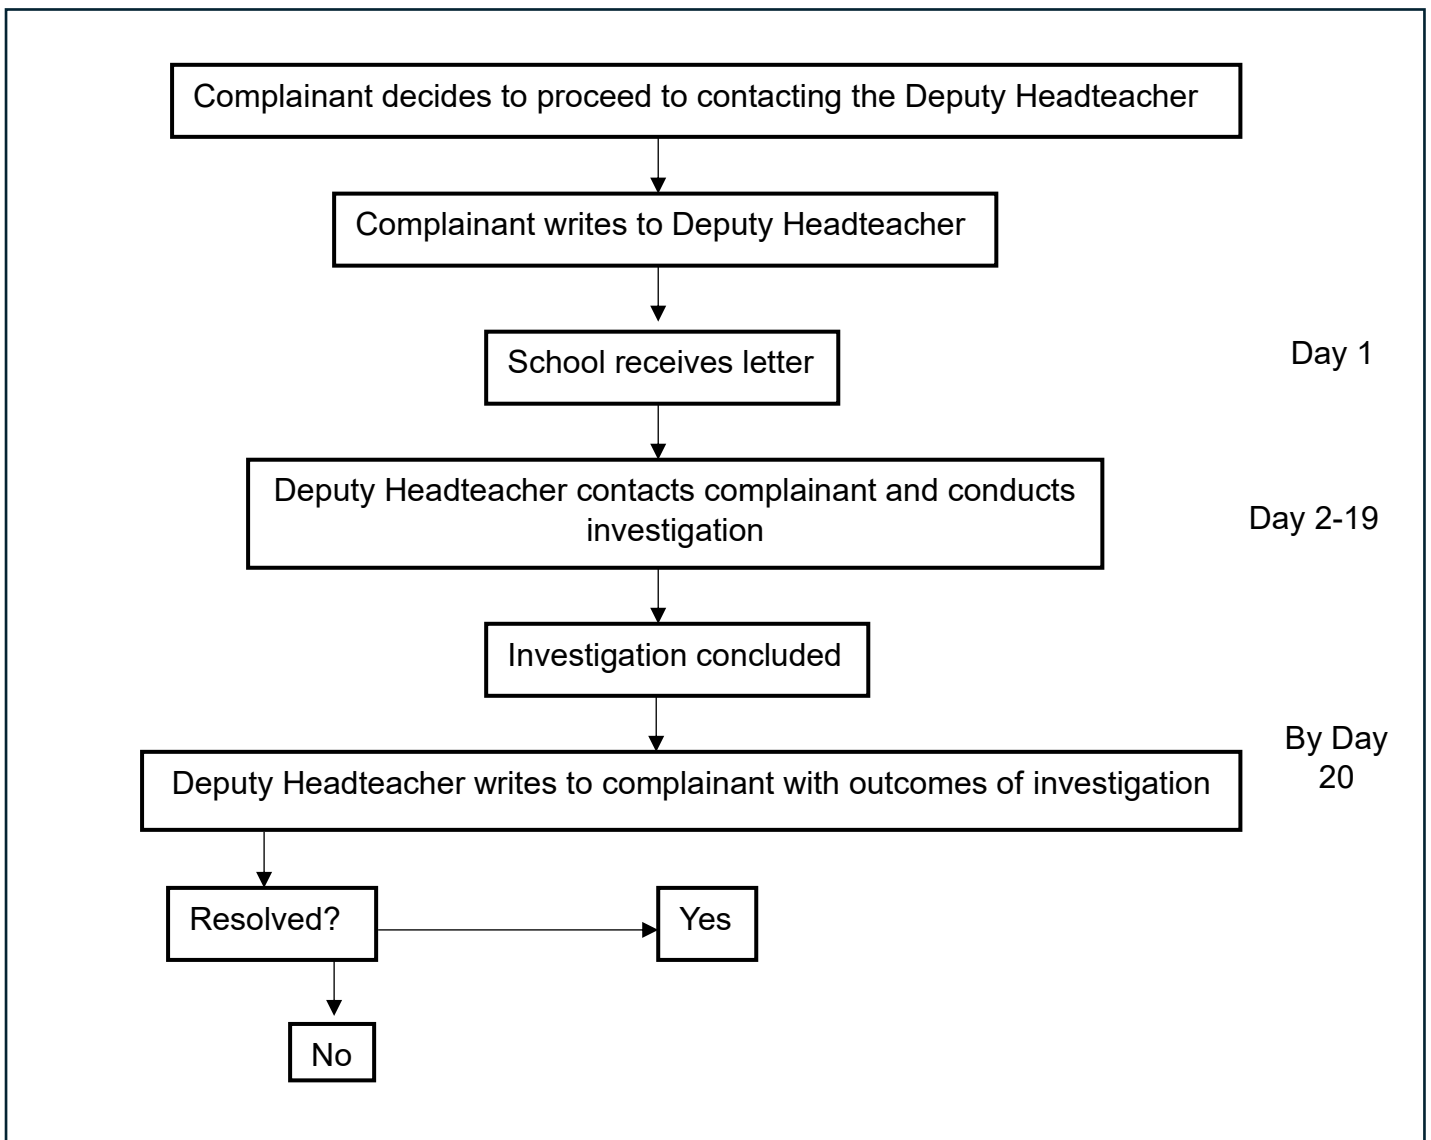 Complainant decides to proceed to contacting the Deputy Headteacher
Complainant writes to Deputy Headteacher
School receives letter
Day 1
Deputy Headteacher contacts complainant and conducts
investigation
Day 2-19
Investigation concluded
Deputy Headteacher writes to complainant with outcomes of investigation
By Day
20
Resolved?
Yes
No